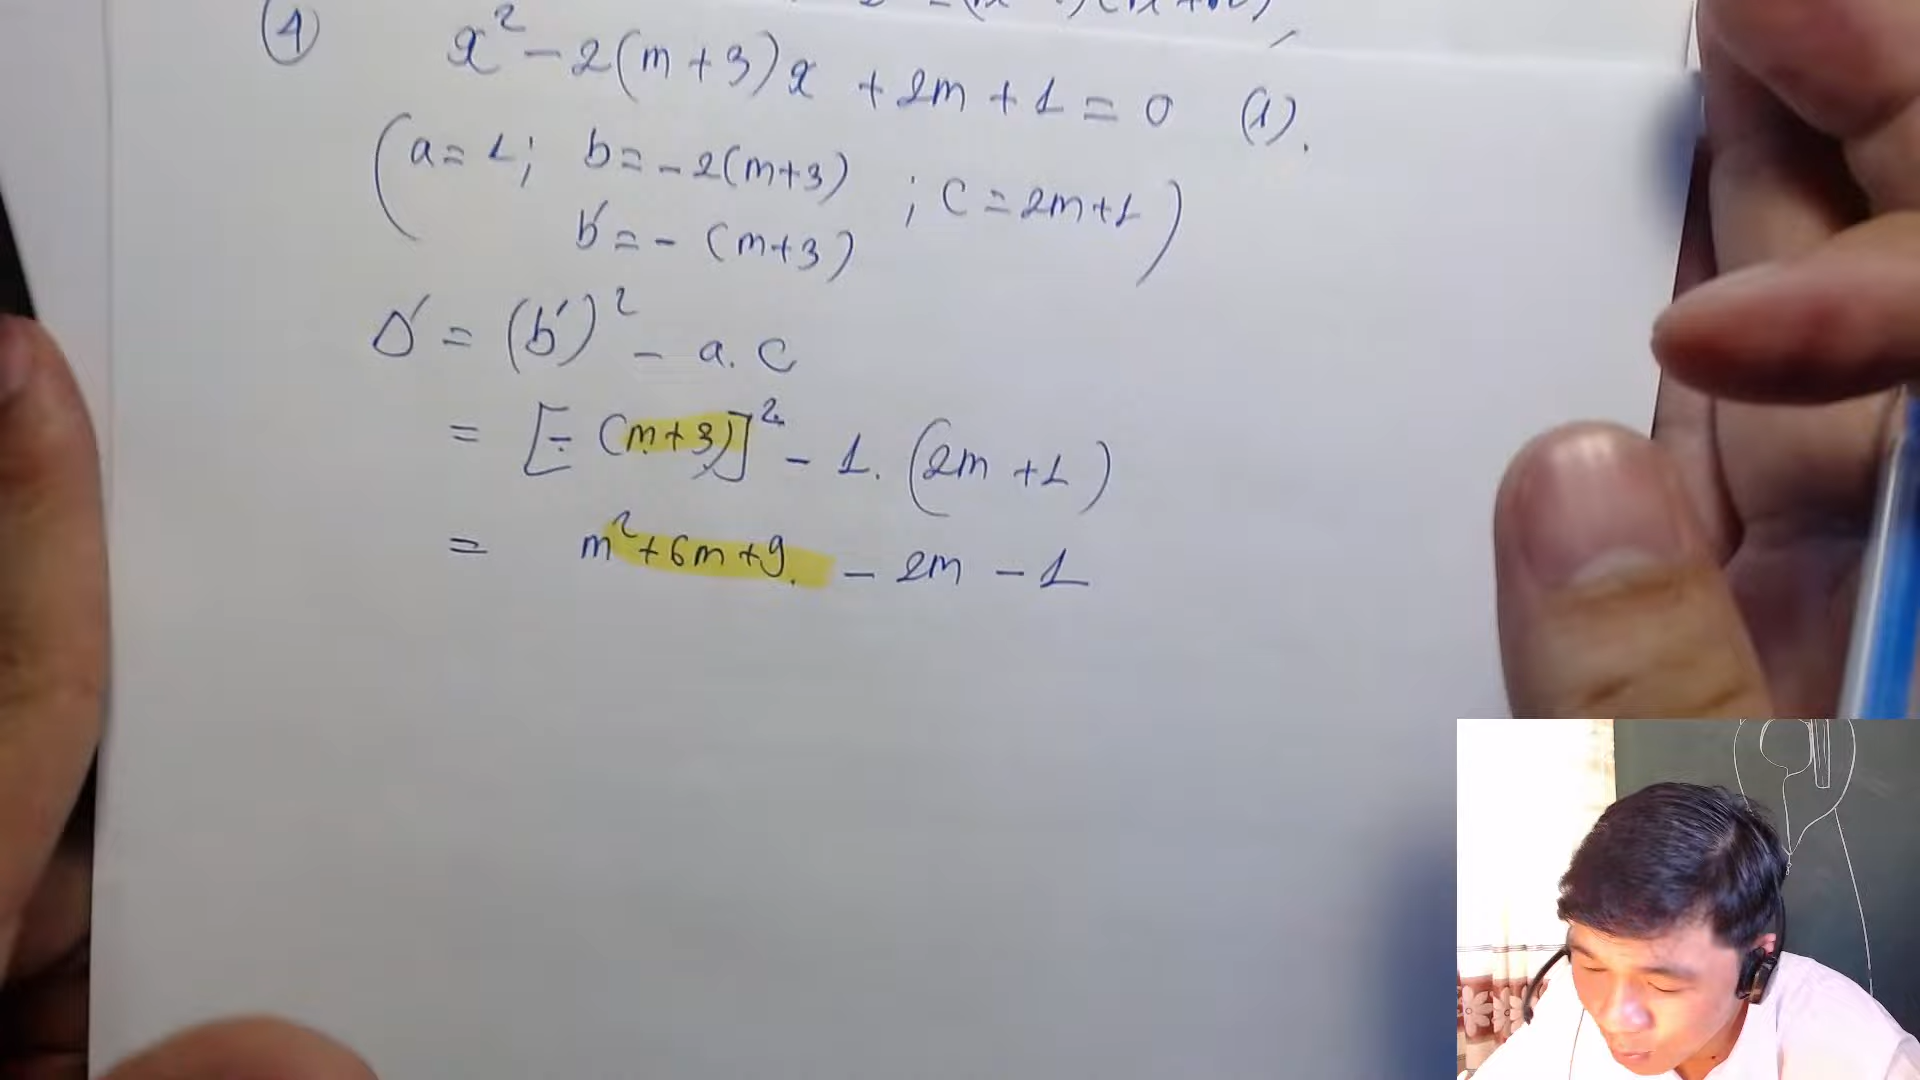 ① x² - 2(m+3)x + 2m + 1 = 0 (1).
(a = 1; b = -2(m+3) ; c = 2m+1)
b' = - (m+3)
Δ' = (b')² - a.c
= [- (m+3)]² - 1. (2m + 1)
= m² + 6m + 9 - 2m - 1